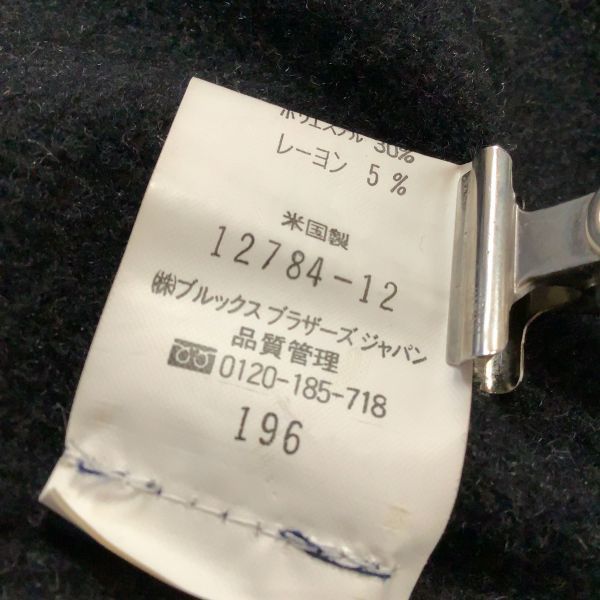 ポリエステル 30%
レーヨン 5%
米国製
12784-12
㈱ブルックス ブラザーズ ジャパン
品質管理
0120-185-718
196